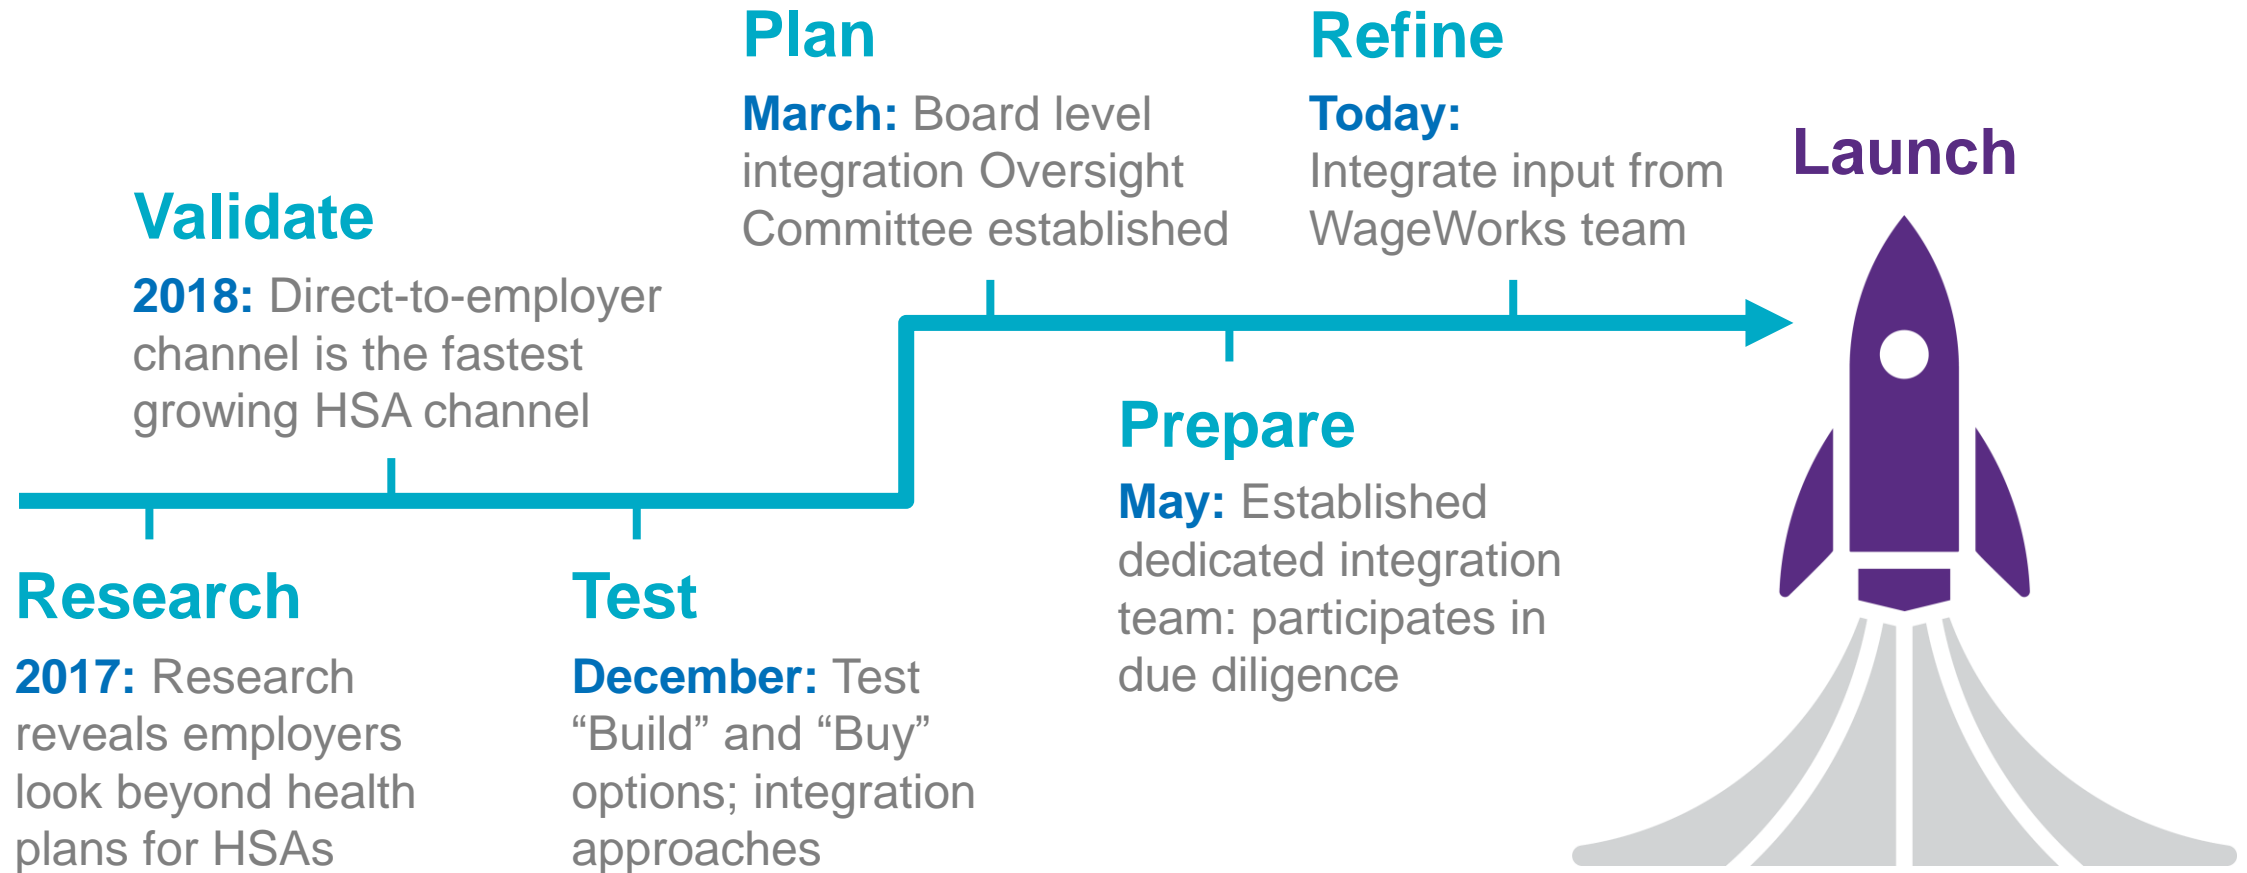 Research
2017: Research
reveals employers
look beyond health
plans for HSAs
Validate
2018: Direct-to-employer
channel is the fastest
growing HSA channel
Test
December: Test
“Build” and “Buy”
options; integration
approaches
Plan
March: Board level
integration Oversight
Committee established
Prepare
May: Established
dedicated integration
team: participates in
due diligence
Refine
Today:
Integrate input from
WageWorks team
Launch